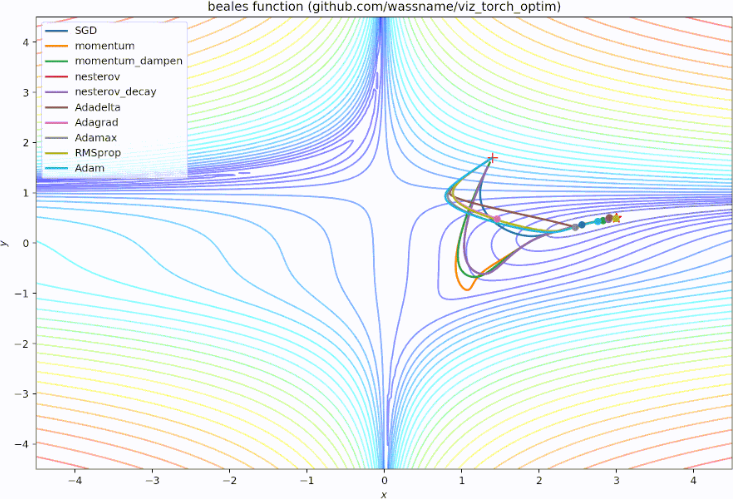 beales function (github.com/wassname/viz_torch_optim)
SGD
momentum
momentum_dampen
nesterov
nesterov_decay
Adadelta
Adagrad
Adamax
RMSprop
Adam
4
3
2
1
0
−1
−2
−3
−4
y
−4 −3 −2 −1 0 1 2 3 4
x